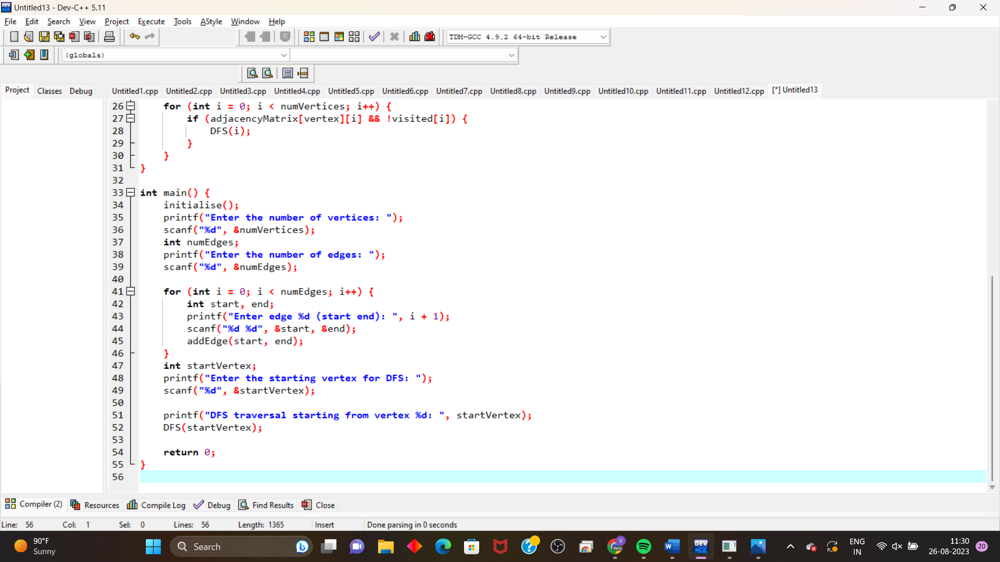 Untitled13 - Dev-C++ 5.11
File Edit Search View Project Execute Tools AStyle Window Help
TDM-GCC 4.9.2 64-bit Release
(globals)
Project Classes Debug
Untitled1.cpp Untitled2.cpp Untitled3.cpp Untitled4.cpp Untitled5.cpp Untitled6.cpp Untitled7.cpp Untitled8.cpp Untitled9.cpp Untitled10.cpp Untitled11.cpp Untitled12.cpp [*] Untitled13
26 for (int i = 0; i < numVertices; i++) {
27 if (adjacencyMatrix[vertex][i] && !visited[i]) {
28 DFS(i);
29 }
30 }
31 }
32
33 int main() {
34 initialise();
35 printf("Enter the number of vertices: ");
36 scanf("%d", &numVertices);
37 int numEdges;
38 printf("Enter the number of edges: ");
39 scanf("%d", &numEdges);
40
41 for (int i = 0; i < numEdges; i++) {
42 int start, end;
43 printf("Enter edge %d (start end): ", i + 1);
44 scanf("%d %d", &start, &end);
45 addEdge(start, end);
46 }
47 int startVertex;
48 printf("Enter the starting vertex for DFS: ");
49 scanf("%d", &startVertex);
50
51 printf("DFS traversal starting from vertex %d: ", startVertex);
52 DFS(startVertex);
53
54 return 0;
55 }
56
Compiler (2) Resources Compile Log Debug Find Results Close
Line: 56 Col: 1 Sel: 0 Lines: 56 Length: 1365 Insert Done parsing in 0 seconds
90°F
Sunny
Search
V
Beta
W
DEV
C++
ENG
IN
11:30
26-08-2023
20